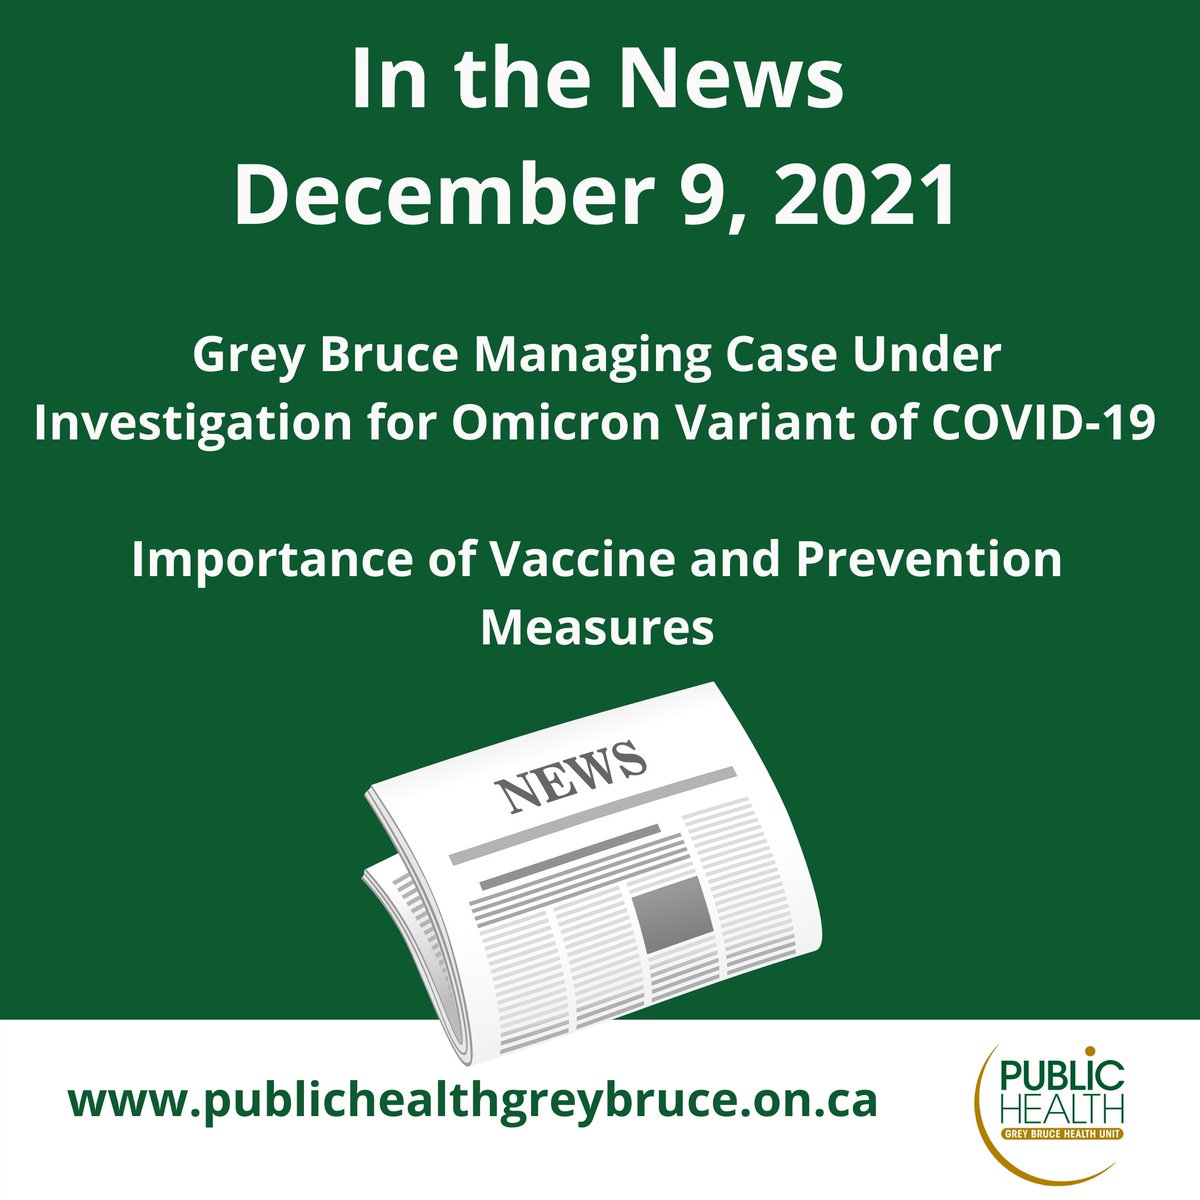 In the News
December 9, 2021
Grey Bruce Managing Case Under
Investigation for Omicron Variant of COVID-19
Importance of Vaccine and Prevention
Measures
NEWS
www.publichealthgreybruce.on.ca
PUBLIC
HEALTH
GREY BRUCE HEALTH UNIT